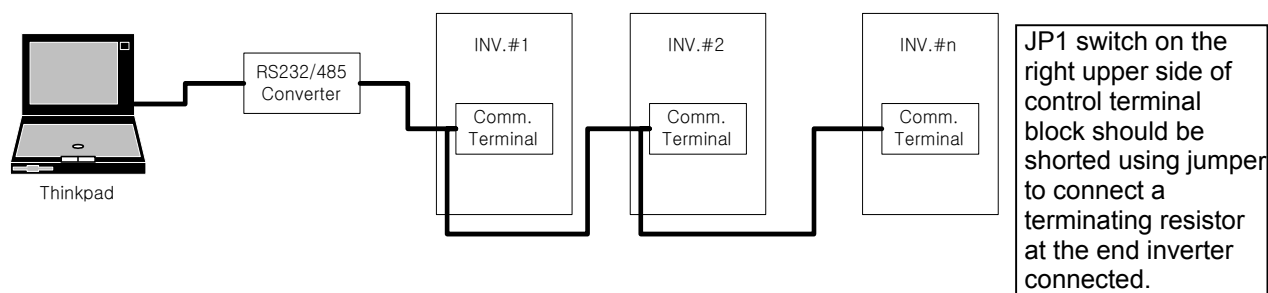 Thinkpad
RS232/485
Converter
INV.#1
Comm.
Terminal
INV.#2
Comm.
Terminal
INV.#n
Comm.
Terminal
JP1 switch on the
right upper side of
control terminal
block should be
shorted using jumper
to connect a
terminating resistor
at the end inverter
connected.